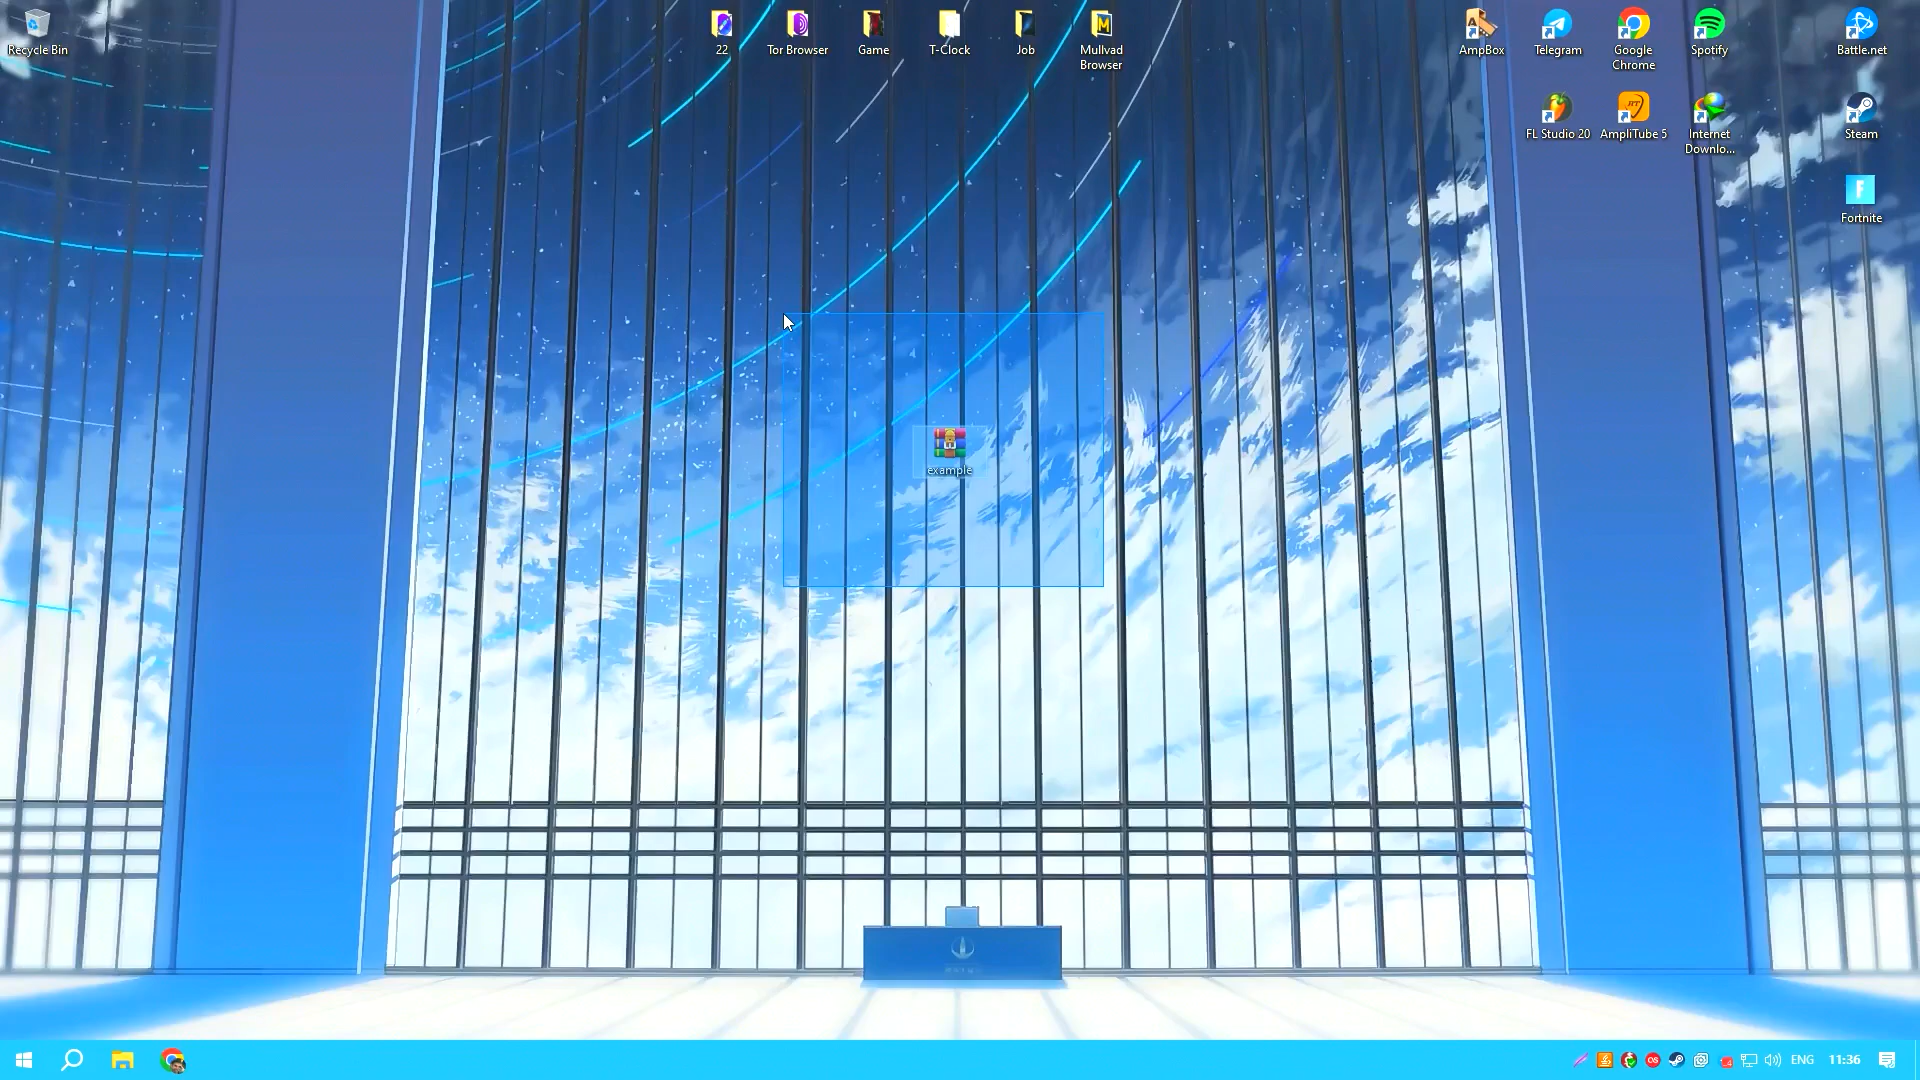 Recycle Bin
22
Tor Browser
Game
T-Clock
Job
Mullvad
Browser
AmpBox
Telegram
Google
Chrome
Spotify
Battle.net
FL Studio 20
AmpliTube 5
Internet
Downlo...
Steam
Fortnite
example
ENG
11:36